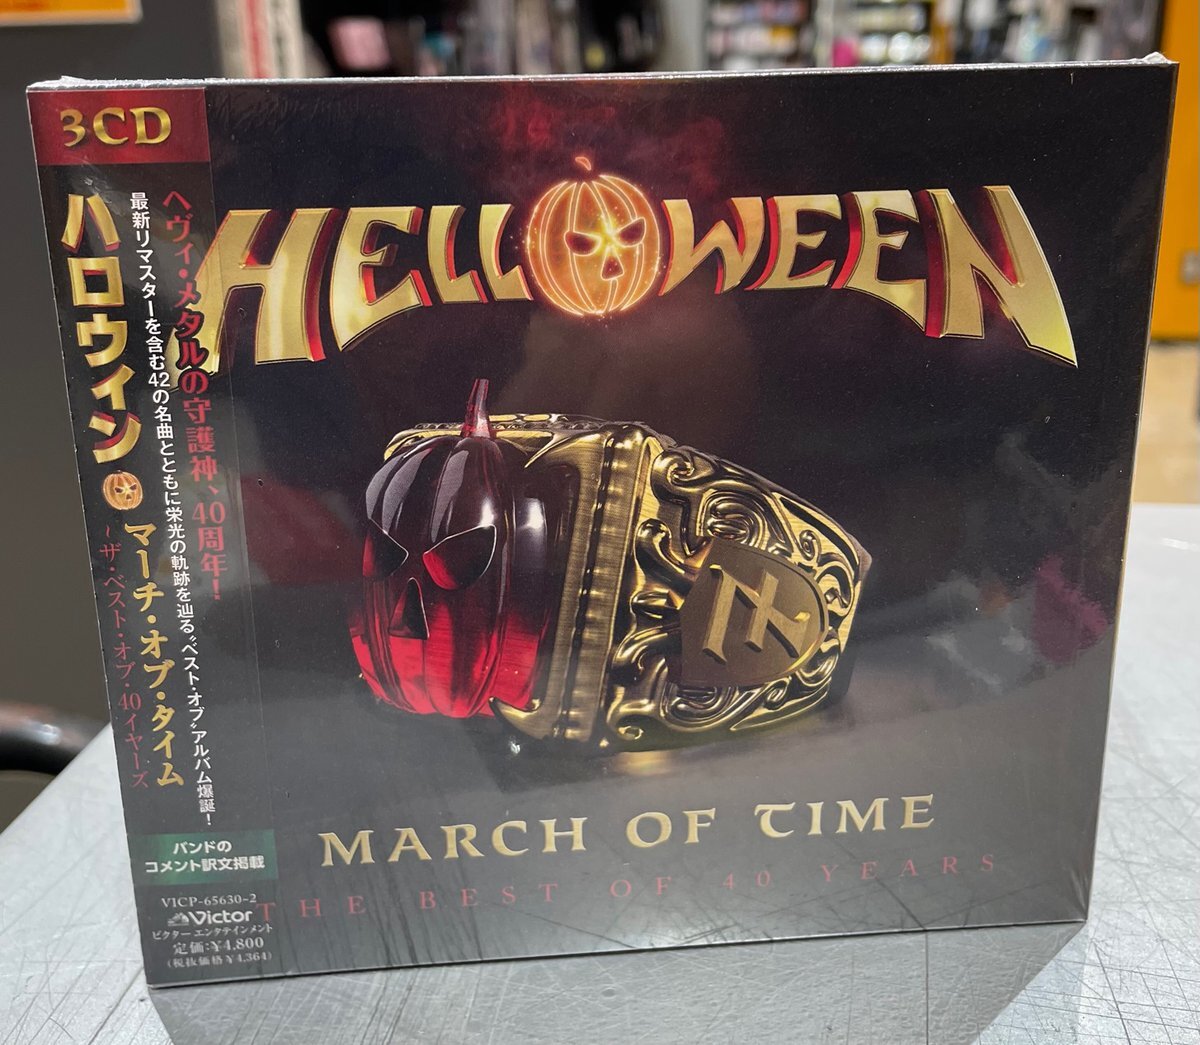 3CD
ヘヴィ・メタルの守護神、40周年!
最新リマスターを含む42の名曲とともに栄光の軌跡を辿る“ベスト・オブ”アルバム爆誕!
ハロウィン
マーチ・オブ・タイム
~ザ・ベスト・オブ・40イヤーズ
バンドの
コメント訳文掲載
VICP-65630~2
Victor
ビクターエンタテインメント
定価:¥4,800
(税抜価格¥4,364)
HELLOWEEN
MARCH OF TIME
THE BEST OF 40 YEARS